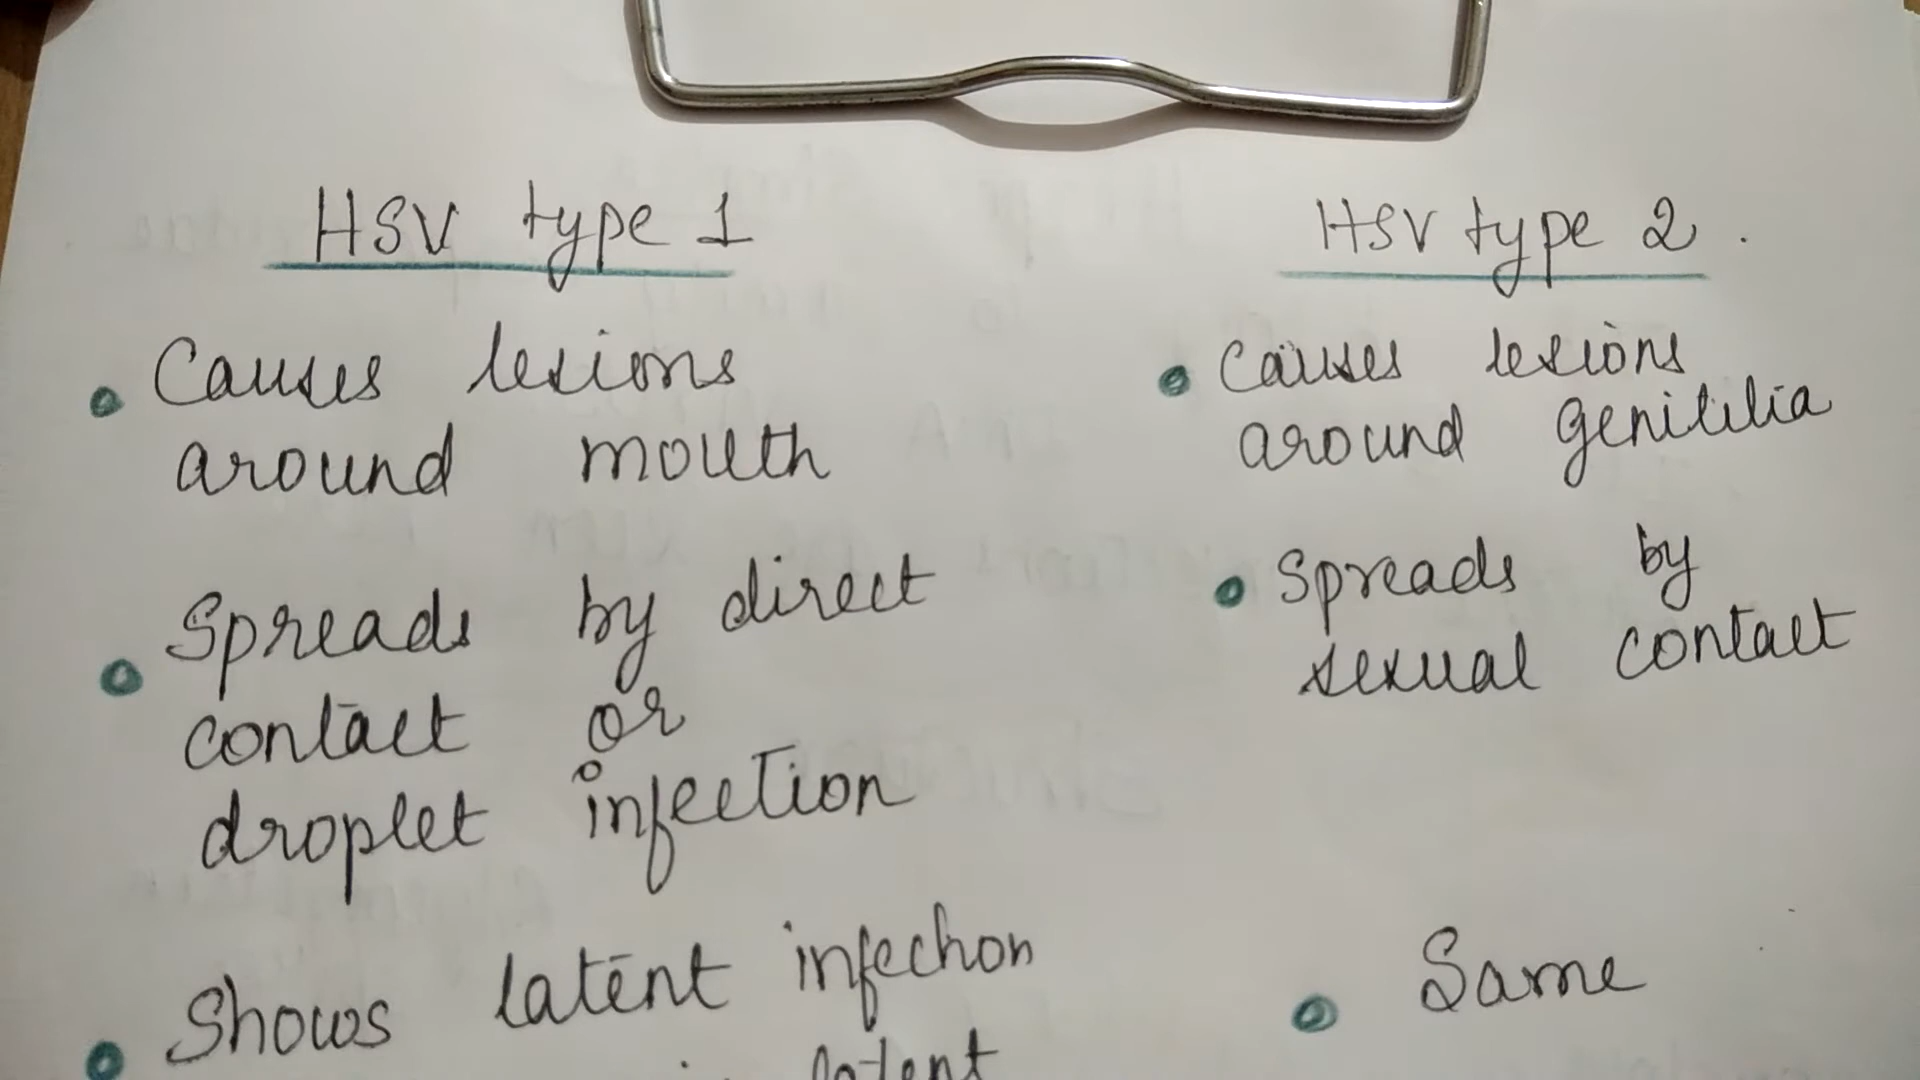 HSV type 1
Causes lesions
around mouth
Spreads by direct
contact or
droplet infection
Shows latent infection
latent
HSV type 2.
Causes lesions
around genitilia
Spreads by
sexual contact
Same